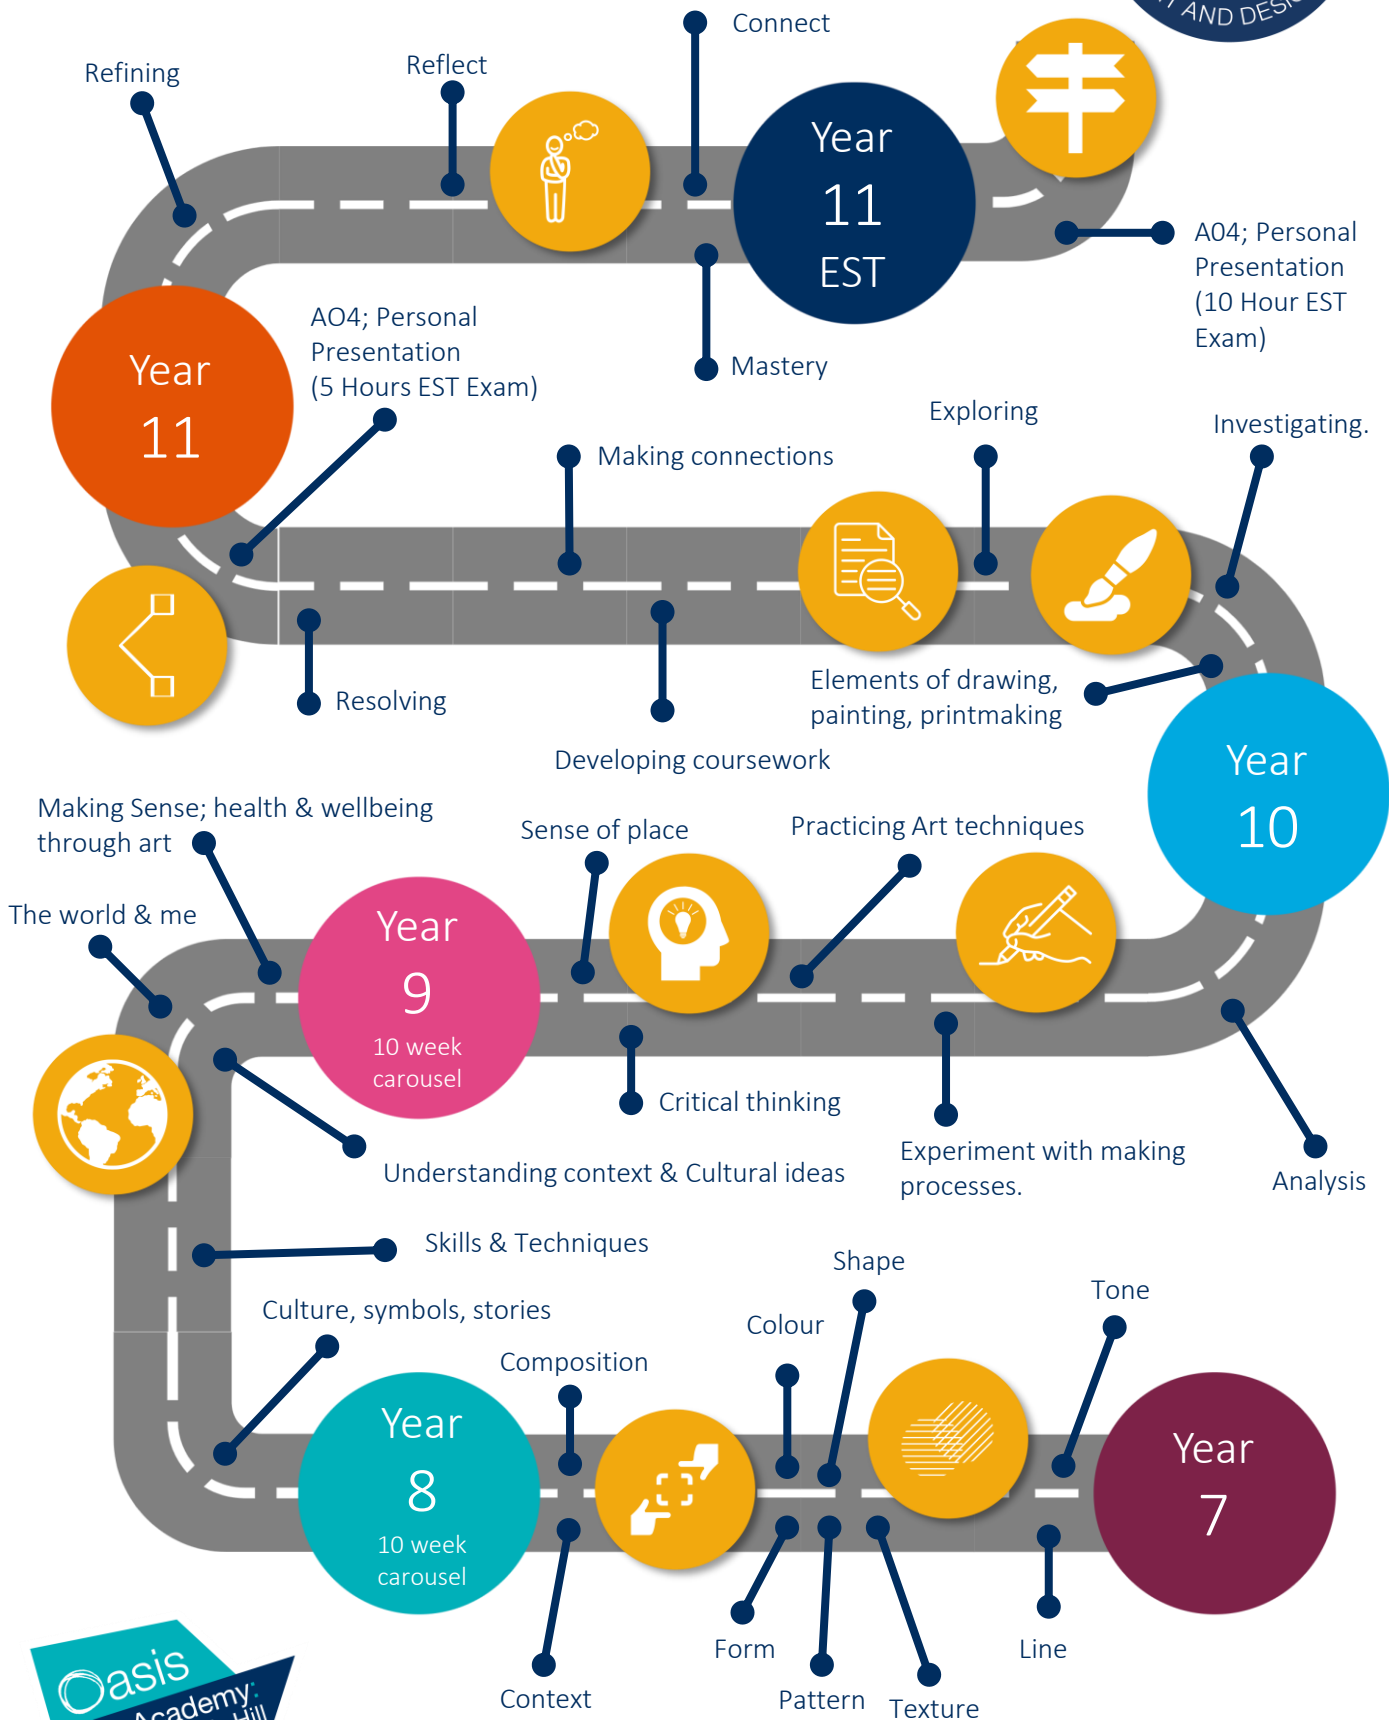 AND DESI
Connect
Reflect
Refining
Year
11
EST
A04; Personal
Presentation
(10 Hour EST
Exam)
AO4; Personal
Presentation
(5 Hours EST Exam)
Year
11
Mastery
Exploring
Investigating.
Making connections
Resolving
Elements of drawing,
painting, printmaking
Developing coursework
Year
10
Making Sense; health & wellbeing
through art
Sense of place
Practicing Art techniques
The world & me
Year
9
10 week
carousel
Critical thinking
Experiment with making
processes.
Understanding context & Cultural ideas
Analysis
Skills & Techniques
Shape
Tone
Culture, symbols, stories
Colour
Composition
Year
8
10 week
carousel
Year
7
Form
Line
Context
Pattern
Texture
Oasis
Academy:
Hill